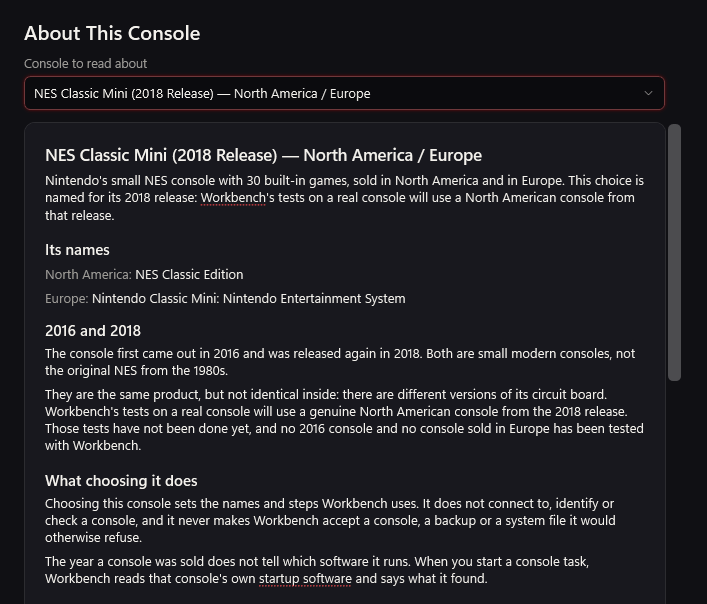 About This Console
Console to read about
NES Classic Mini (2018 Release) — North America / Europe
NES Classic Mini (2018 Release) — North America / Europe
Nintendo's small NES console with 30 built-in games, sold in North America and in Europe. This choice is
named for its 2018 release: Workbench's tests on a real console will use a North American console from
that release.
Its names
North America: NES Classic Edition
Europe: Nintendo Classic Mini: Nintendo Entertainment System
2016 and 2018
The console first came out in 2016 and was released again in 2018. Both are small modern consoles, not
the original NES from the 1980s.
They are the same product, but not identical inside: there are different versions of its circuit board.
Workbench's tests on a real console will use a genuine North American console from the 2018 release.
Those tests have not been done yet, and no 2016 console and no console sold in Europe has been tested
with Workbench.
What choosing it does
Choosing this console sets the names and steps Workbench uses. It does not connect to, identify or
check a console, and it never makes Workbench accept a console, a backup or a system file it would
otherwise refuse.
The year a console was sold does not tell which software it runs. When you start a console task,
Workbench reads that console's own startup software and says what it found.